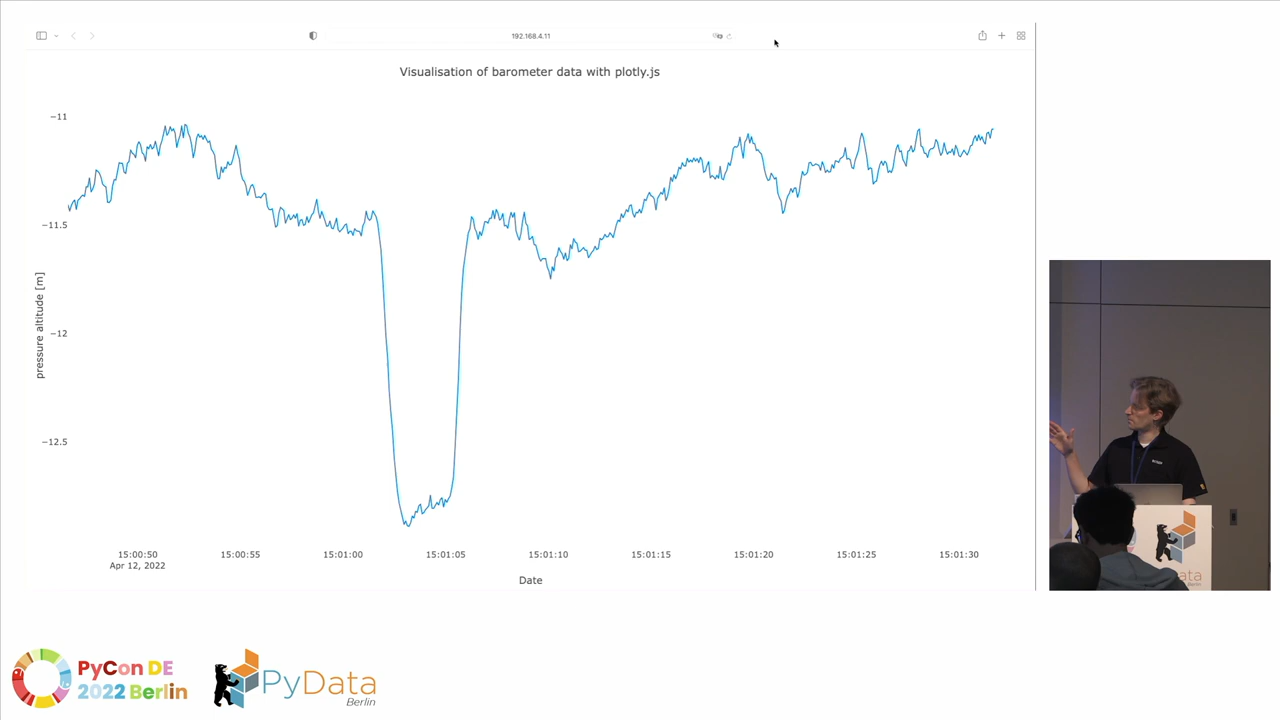 192.168.4.11
Visualisation of barometer data with plotly.js
−11
−11.5
−12
−12.5
pressure altitude [m]
15:00:50
Apr 12, 2022
15:00:55
15:01:00
15:01:05
15:01:10
15:01:15
15:01:20
15:01:25
15:01:30
Date
PyCon DE
2022 Berlin
PyData
Berlin
ata